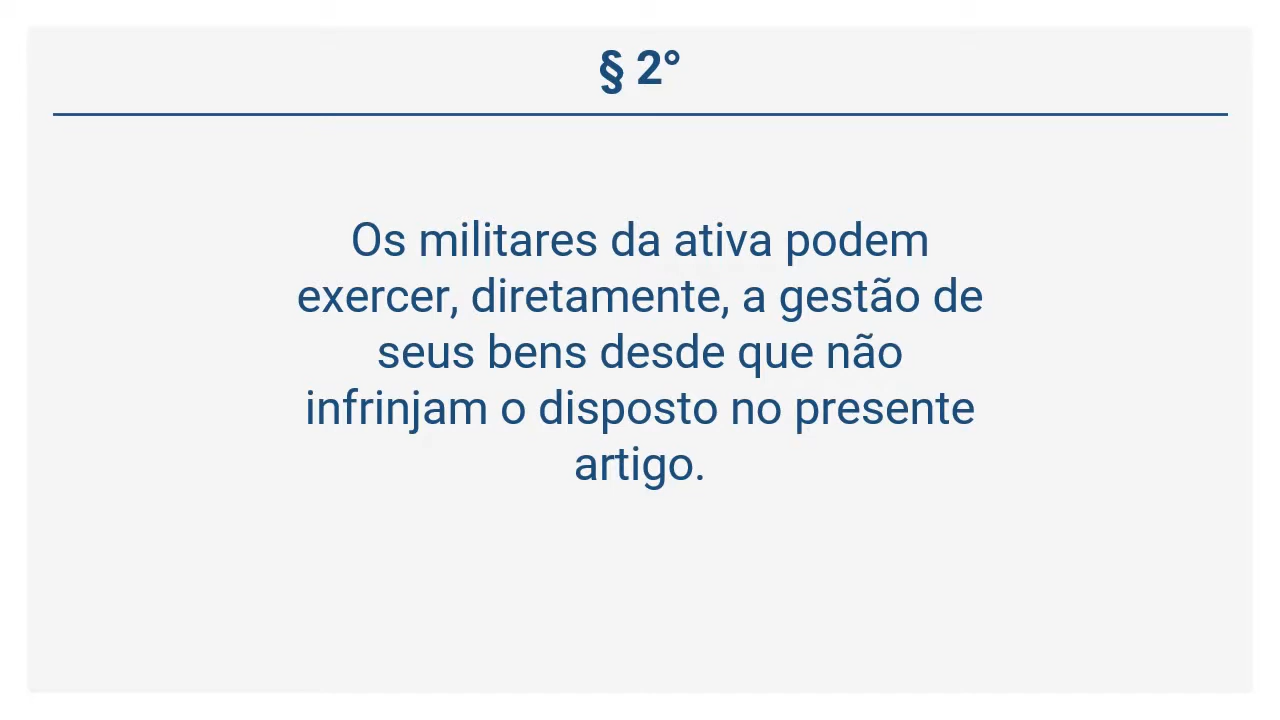 § 2°
Os militares da ativa podem
exercer, diretamente, a gestão de
seus bens desde que não
infrinjam o disposto no presente
artigo.